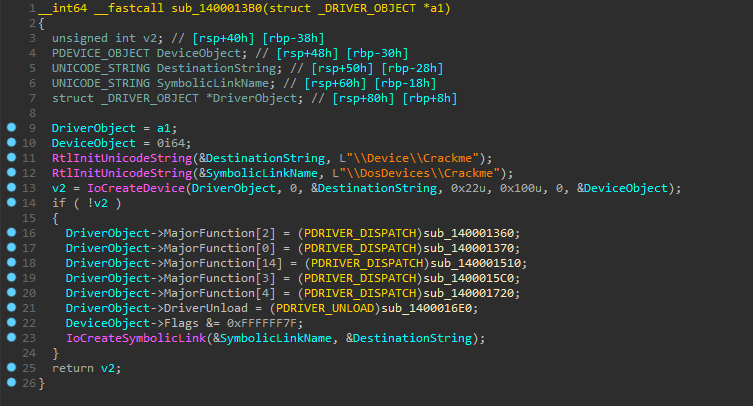 1 __int64 __fastcall sub_1400013B0(struct _DRIVER_OBJECT *a1)
2 {
3   unsigned int v2; // [rsp+40h] [rbp-38h]
4   PDEVICE_OBJECT DeviceObject; // [rsp+48h] [rbp-30h]
5   UNICODE_STRING DestinationString; // [rsp+50h] [rbp-28h]
6   UNICODE_STRING SymbolicLinkName; // [rsp+60h] [rbp-18h]
7   struct _DRIVER_OBJECT *DriverObject; // [rsp+80h] [rbp+8h]
8
9   DriverObject = a1;
10   DeviceObject = 0i64;
11   RtlInitUnicodeString(&DestinationString, L"\\Device\\Crackme");
12   RtlInitUnicodeString(&SymbolicLinkName, L"\\DosDevices\\Crackme");
13   v2 = IoCreateDevice(DriverObject, 0, &DestinationString, 0x22u, 0x100u, 0, &DeviceObject);
14   if ( !v2 )
15   {
16     DriverObject->MajorFunction[2] = (PDRIVER_DISPATCH)sub_140001360;
17     DriverObject->MajorFunction[0] = (PDRIVER_DISPATCH)sub_140001370;
18     DriverObject->MajorFunction[14] = (PDRIVER_DISPATCH)sub_140001510;
19     DriverObject->MajorFunction[3] = (PDRIVER_DISPATCH)sub_1400015C0;
20     DriverObject->MajorFunction[4] = (PDRIVER_DISPATCH)sub_140001720;
21     DriverObject->DriverUnload = (PDRIVER_UNLOAD)sub_1400016E0;
22     DeviceObject->Flags &= 0xFFFFFF7F;
23     IoCreateSymbolicLink(&SymbolicLinkName, &DestinationString);
24   }
25   return v2;
26 }